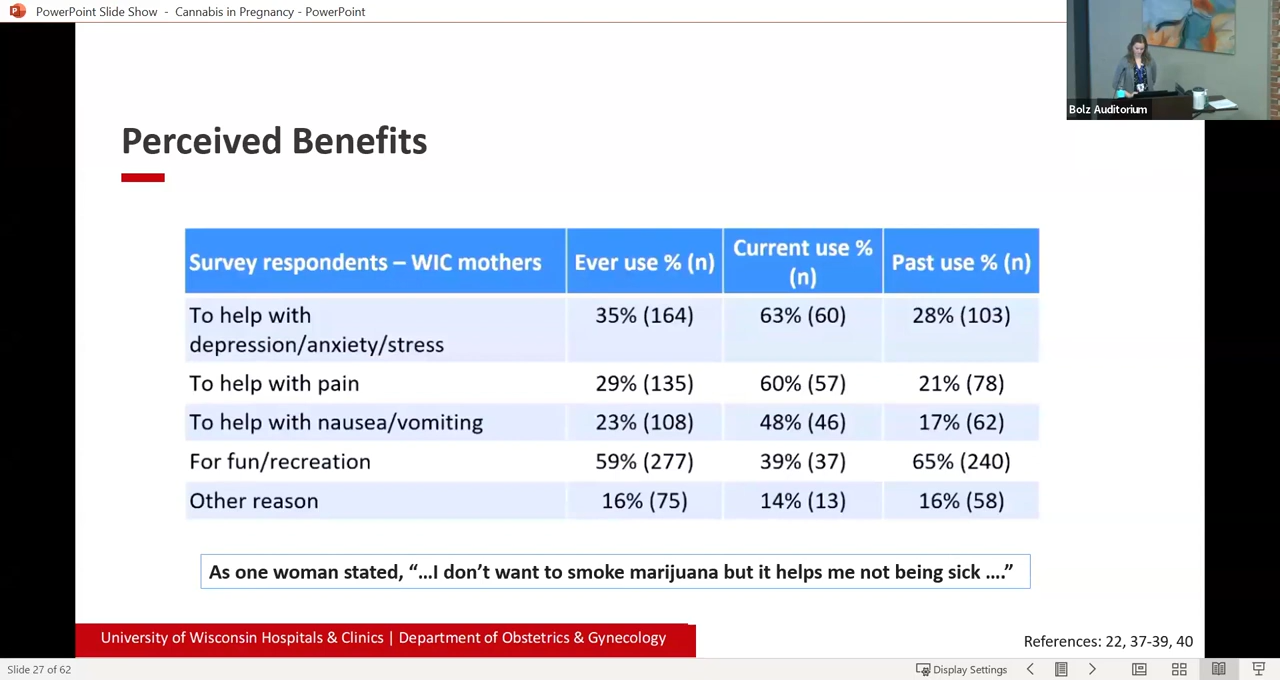 PowerPoint Slide Show - Cannabis in Pregnancy - PowerPoint
Bolz Auditorium
Perceived Benefits
Survey respondents – WIC mothers Ever use % (n) Current use % (n) Past use % (n)
To help with depression/anxiety/stress 35% (164) 63% (60) 28% (103)
To help with pain 29% (135) 60% (57) 21% (78)
To help with nausea/vomiting 23% (108) 48% (46) 17% (62)
For fun/recreation 59% (277) 39% (37) 65% (240)
Other reason 16% (75) 14% (13) 16% (58)
As one woman stated, “…I don’t want to smoke marijuana but it helps me not being sick ….”
University of Wisconsin Hospitals & Clinics | Department of Obstetrics & Gynecology
References: 22, 37-39, 40
Slide 27 of 62
Display Settings